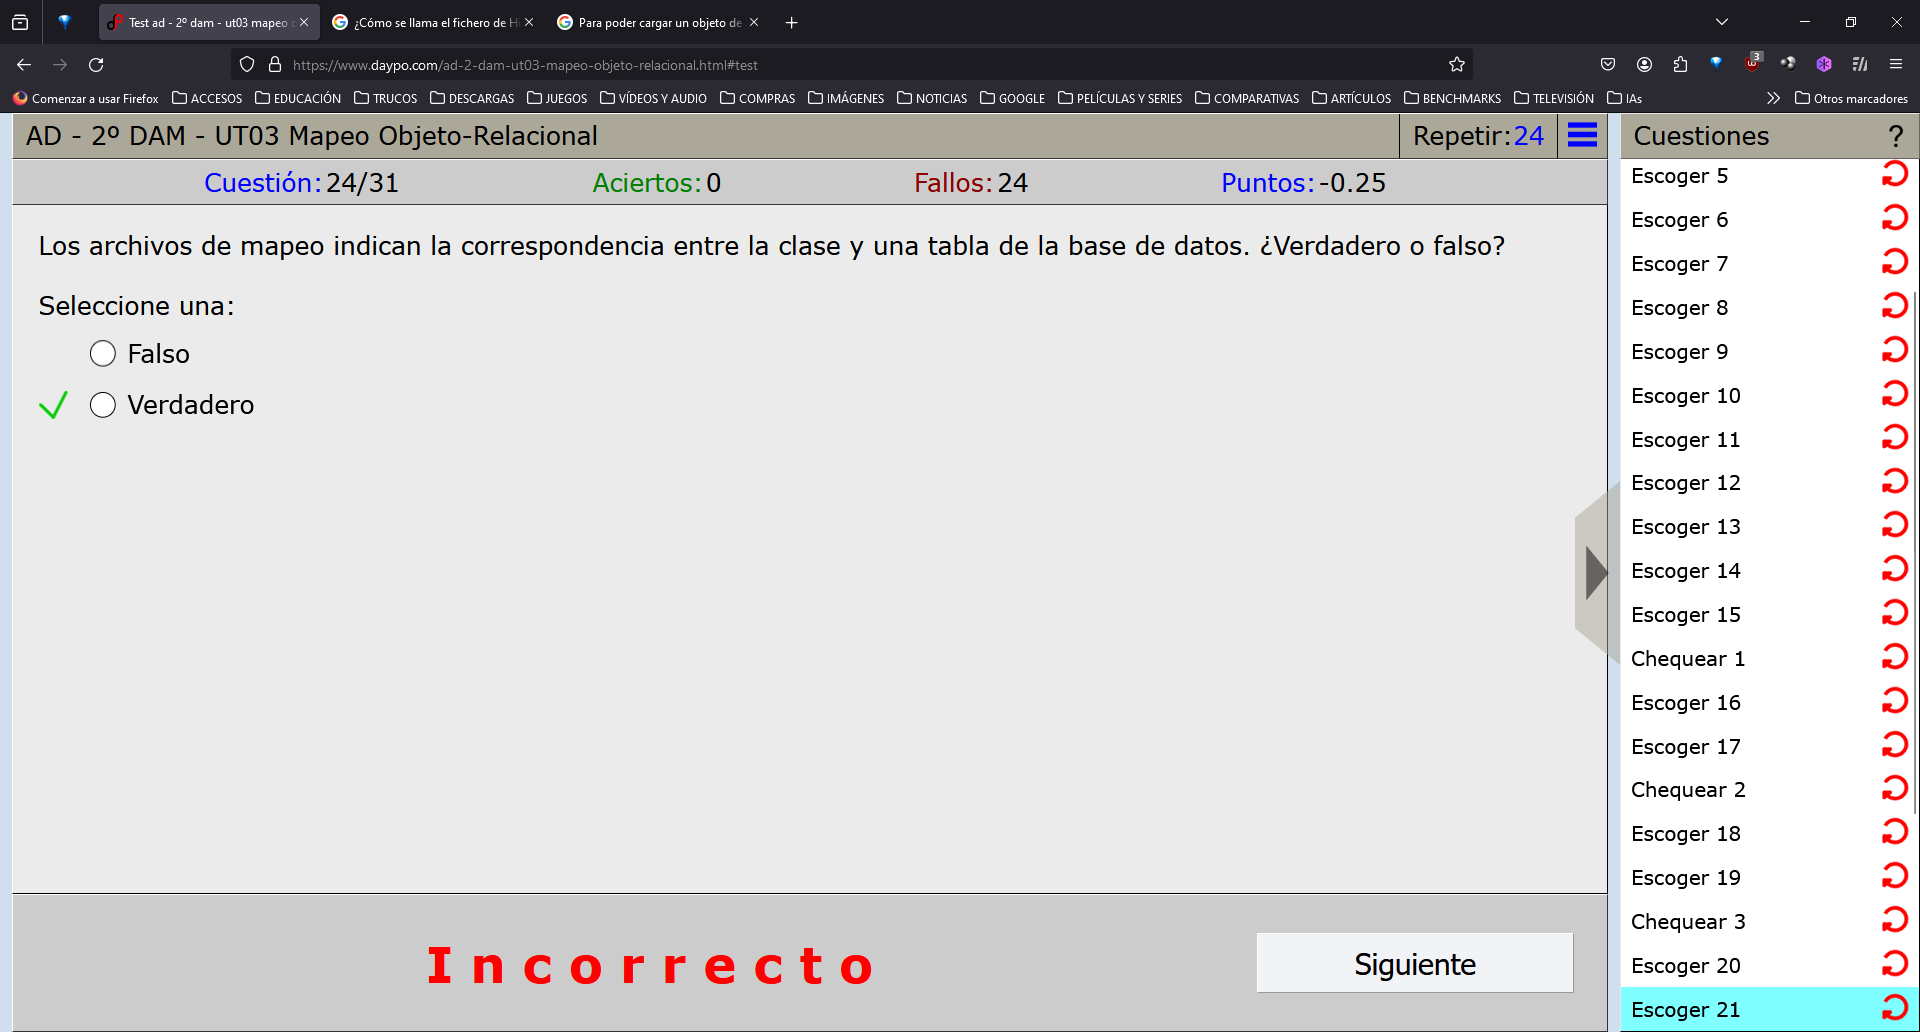 Test ad - 2º dam - ut03 mapeo
¿Cómo se llama el fichero de Hi
Para poder cargar un objeto de
https://www.daypo.com/ad-2-dam-ut03-mapeo-objeto-relacional.html#test
3
Comenzar a usar Firefox
ACCESOS
EDUCACIÓN
TRUCOS
DESCARGAS
JUEGOS
VÍDEOS Y AUDIO
COMPRAS
IMÁGENES
NOTICIAS
GOOGLE
PELÍCULAS Y SERIES
COMPARATIVAS
ARTÍCULOS
BENCHMARKS
TELEVISIÓN
IAs
Otros marcadores
AD - 2º DAM - UT03 Mapeo Objeto-Relacional
Repetir:24
Cuestión:24/31
Aciertos:0
Fallos:24
Puntos:-0.25
Los archivos de mapeo indican la correspondencia entre la clase y una tabla de la base de datos. ¿Verdadero o falso?
Seleccione una:
Falso
Verdadero
Incorrecto
Siguiente
Cuestiones ?
Escoger 5
Escoger 6
Escoger 7
Escoger 8
Escoger 9
Escoger 10
Escoger 11
Escoger 12
Escoger 13
Escoger 14
Escoger 15
Chequear 1
Escoger 16
Escoger 17
Chequear 2
Escoger 18
Escoger 19
Chequear 3
Escoger 20
Escoger 21